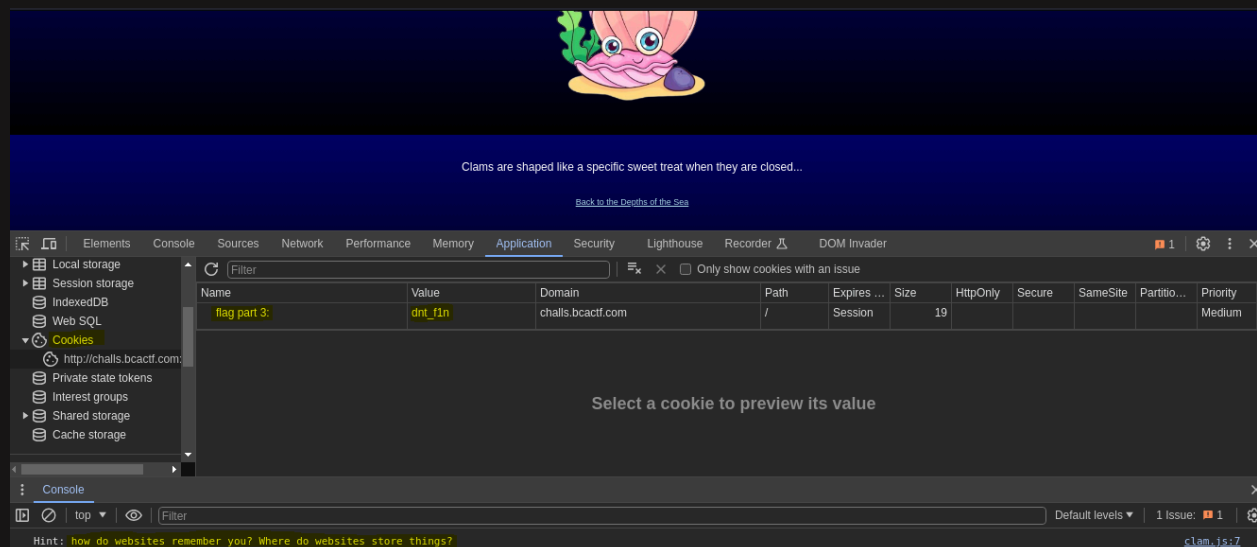 Clams are shaped like a specific sweet treat when they are closed...
Back to the Depths of the Sea
Elements Console Sources Network Performance Memory Application Security Lighthouse Recorder DOM Invader 1
Local storage
Session storage
IndexedDB
Web SQL
Cookies
http://challs.bcactf.com:
Private state tokens
Interest groups
Shared storage
Cache storage
Filter Only show cookies with an issue
Name Value Domain Path Expires ... Size HttpOnly Secure SameSite Partitio... Priority
flag part 3: dnt_f1n challs.bcactf.com / Session 19 Medium
Select a cookie to preview its value
Console
top Filter Default levels 1 Issue: 1
Hint: how do websites remember you? Where do websites store things? clam.js:7